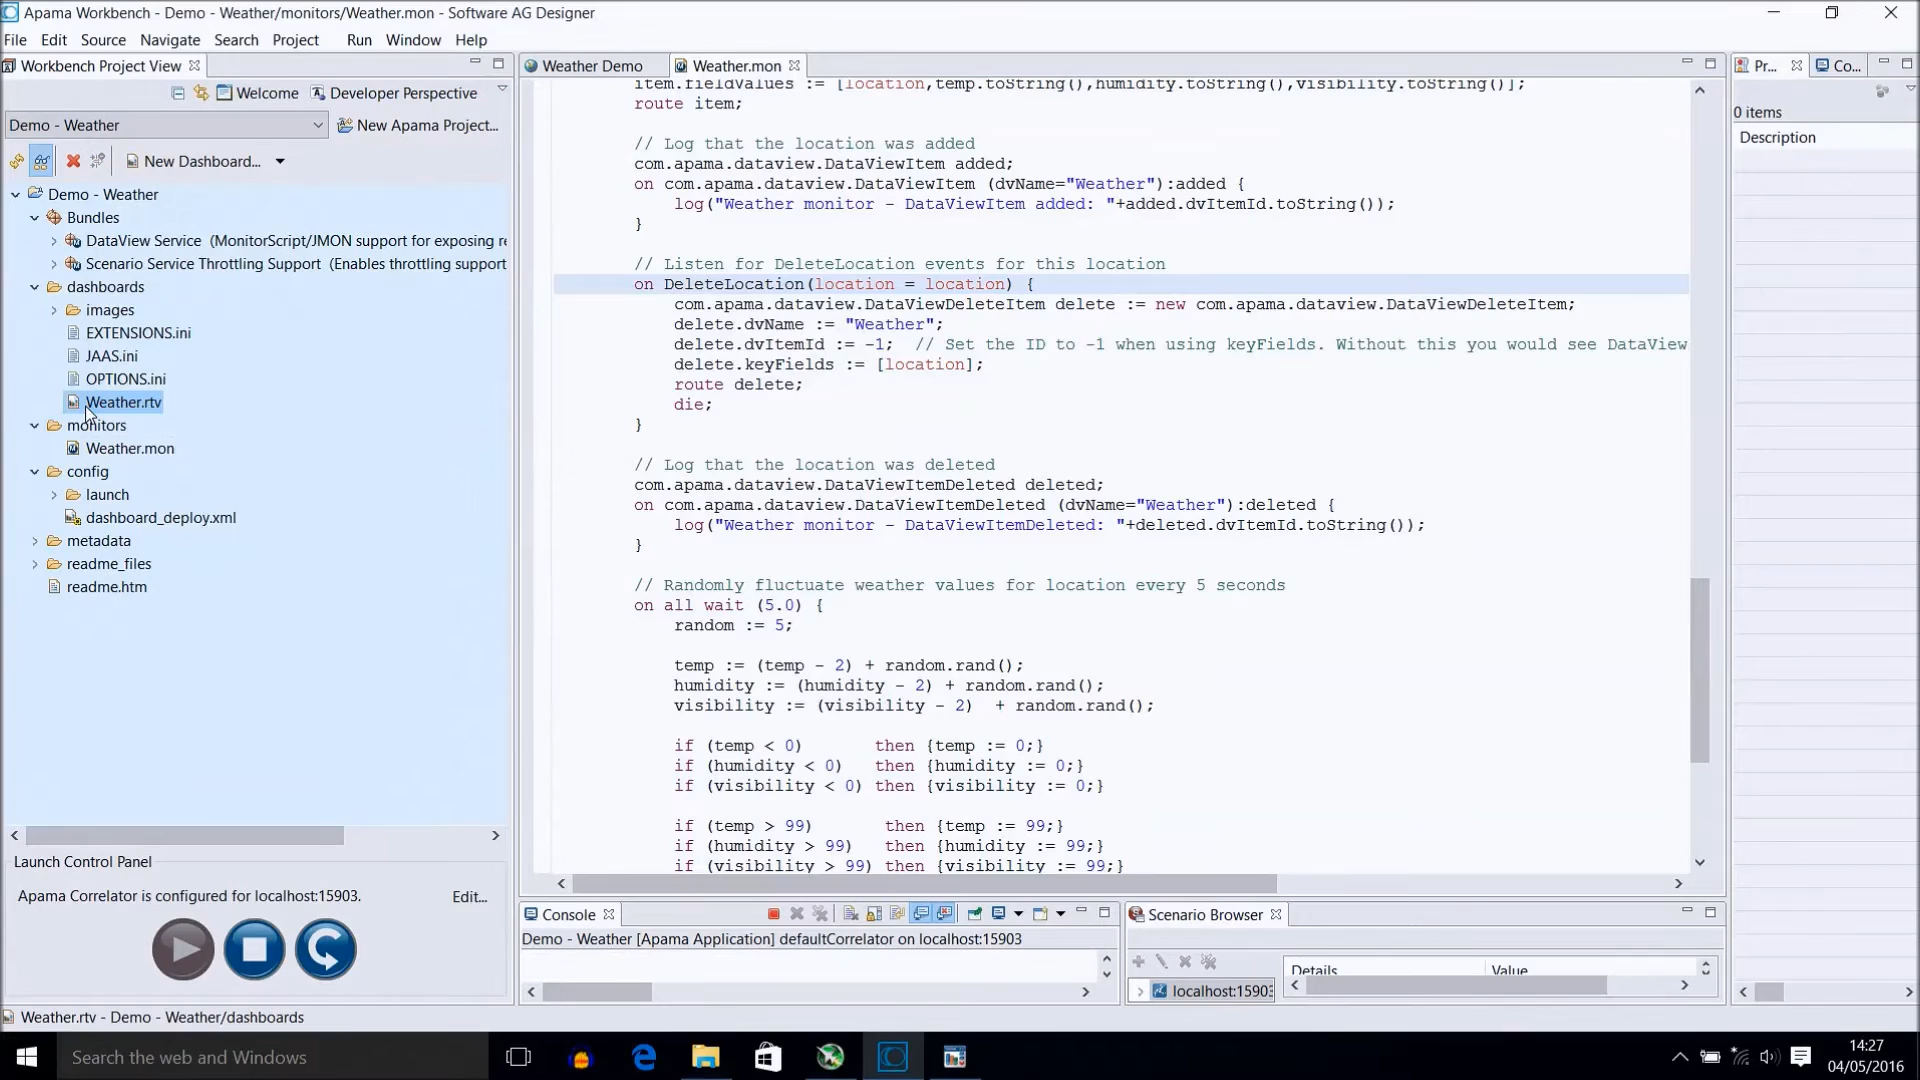 Apama Workbench - Demo - Weather/monitors/Weather.mon - Software AG Designer
File Edit Source Navigate Search Project Run Window Help
Workbench Project View
Welcome Developer Perspective
Demo - Weather New Apama Project...
New Dashboard...
Demo - Weather
Bundles
DataView Service (MonitorScript/JMON support for exposing re
Scenario Service Throttling Support (Enables throttling support
dashboards
images
EXTENSIONS.ini
JAAS.ini
OPTIONS.ini
Weather.rtv
monitors
Weather.mon
config
launch
dashboard_deploy.xml
metadata
readme_files
readme.htm
Launch Control Panel
Apama Correlator is configured for localhost:15903. Edit...
Weather Demo Weather.mon
item.fieldValues := [location,temp.toString(),humidity.toString(),visibility.toString()];
route item;
// Log that the location was added
com.apama.dataview.DataViewItem added;
on com.apama.dataview.DataViewItem (dvName="Weather"):added {
log("Weather monitor - DataViewItem added: "+added.dvItemId.toString());
}
// Listen for DeleteLocation events for this location
on DeleteLocation(location = location) {
com.apama.dataview.DataViewDeleteItem delete := new com.apama.dataview.DataViewDeleteItem;
delete.dvName := "Weather";
delete.dvItemId := -1; // Set the ID to -1 when using keyFields. Without this you would see DataView
delete.keyFields := [location];
route delete;
die;
}
// Log that the location was deleted
com.apama.dataview.DataViewItemDeleted deleted;
on com.apama.dataview.DataViewItemDeleted (dvName="Weather"):deleted {
log("Weather monitor - DataViewItemDeleted: "+deleted.dvItemId.toString());
}
// Randomly fluctuate weather values for location every 5 seconds
on all wait (5.0) {
random := 5;
temp := (temp - 2) + random.rand();
humidity := (humidity - 2) + random.rand();
visibility := (visibility - 2) + random.rand();
if (temp < 0) then {temp := 0;}
if (humidity < 0) then {humidity := 0;}
if (visibility < 0) then {visibility := 0;}
if (temp > 99) then {temp := 99;}
if (humidity > 99) then {humidity := 99;}
if (visibility > 99) then {visibility := 99;}
Pr... Co...
0 items
Description
Console
Demo - Weather [Apama Application] defaultCorrelator on localhost:15903
Scenario Browser
Details Value
localhost:1590
Weather.rtv - Demo - Weather/dashboards
Search the web and Windows
14:27
04/05/2016